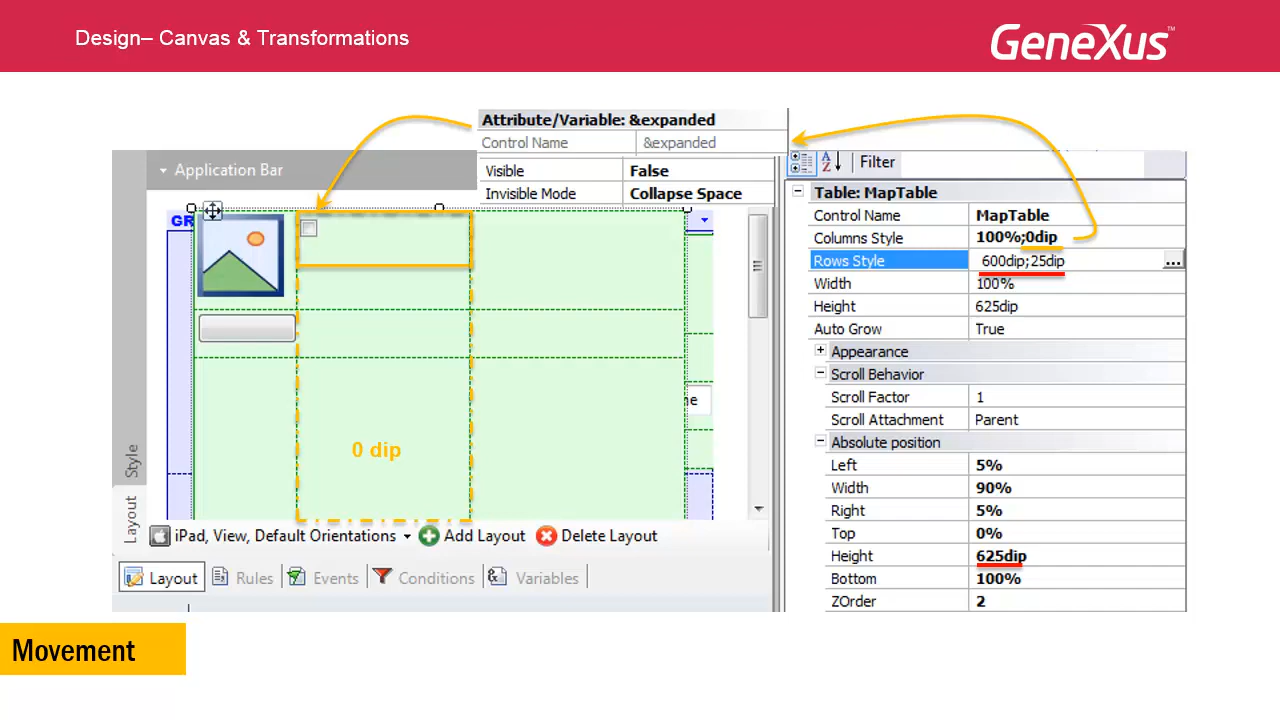 Design– Canvas & Transformations
GeneXus™
Attribute/Variable: &expanded
Control Name &expanded
Visible False
Invisible Mode Collapse Space
Application Bar
GR
0 dip
ne
Style
Layout
iPad, View, Default Orientations Add Layout Delete Layout
Layout Rules Events Conditions Variables
Filter
Table: MapTable
Control Name MapTable
Columns Style 100%;0dip
Rows Style 600dip;25dip ...
Width 100%
Height 625dip
Auto Grow True
Appearance
Scroll Behavior
Scroll Factor 1
Scroll Attachment Parent
Absolute position
Left 5%
Width 90%
Right 5%
Top 0%
Height 625dip
Bottom 100%
ZOrder 2
Movement